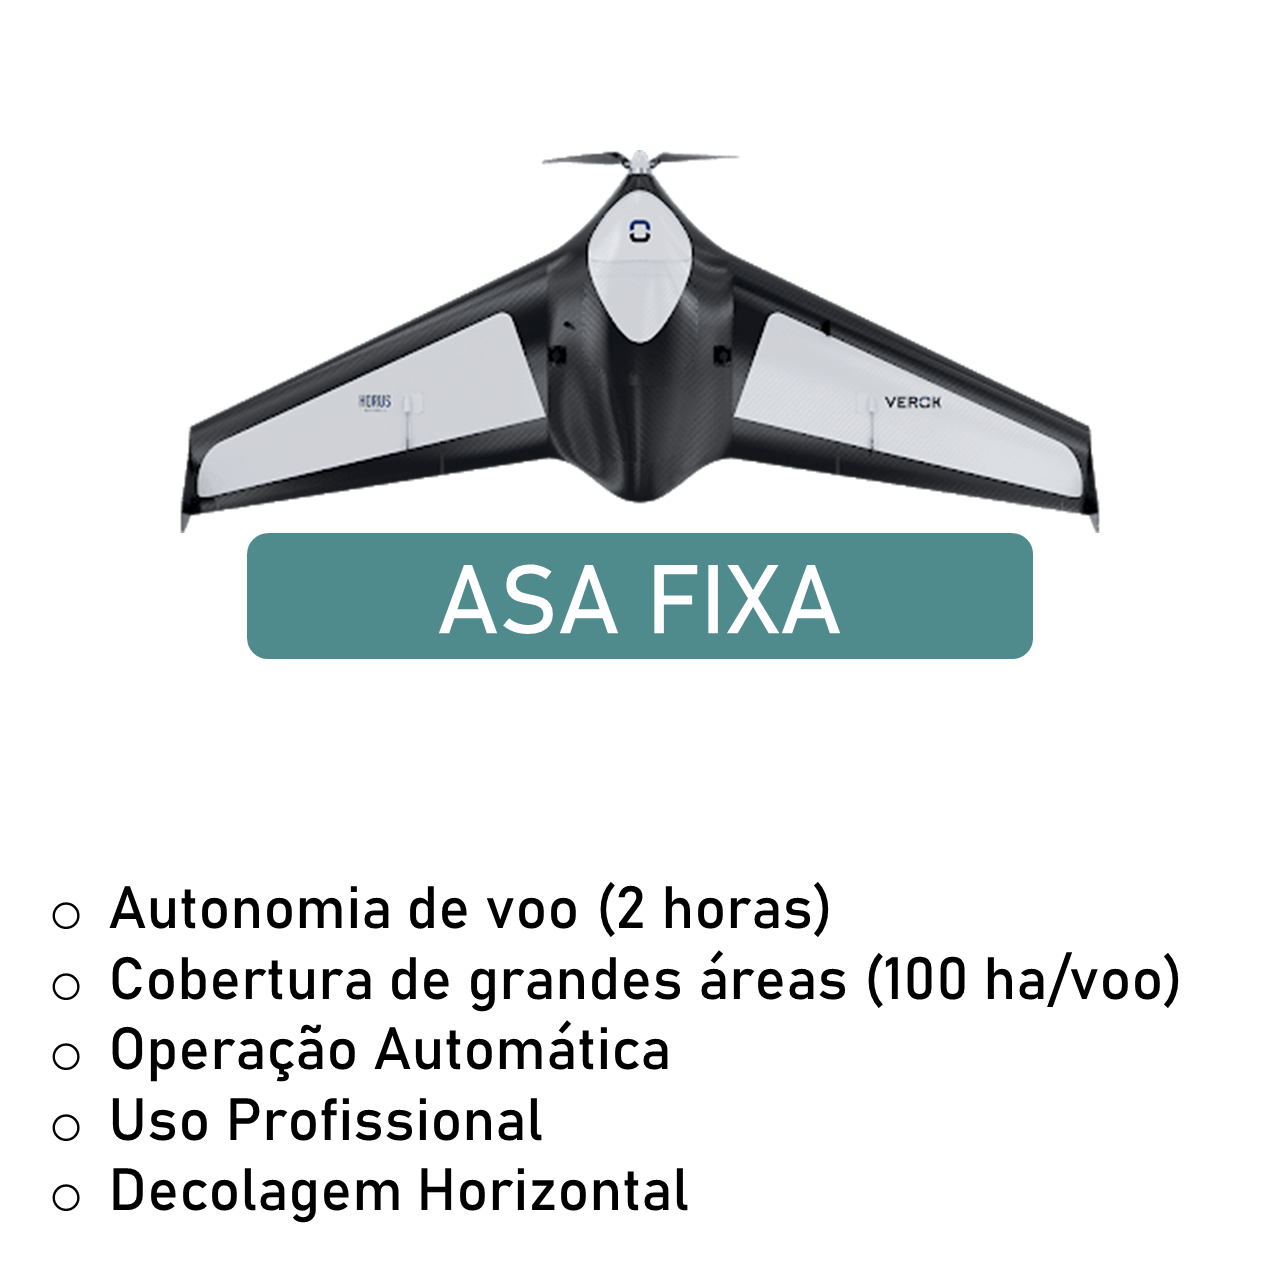 HORUS
VEROK
ASA FIXA
Autonomia de voo (2 horas)
Cobertura de grandes áreas (100 ha/voo)
Operação Automática
Uso Profissional
Decolagem Horizontal